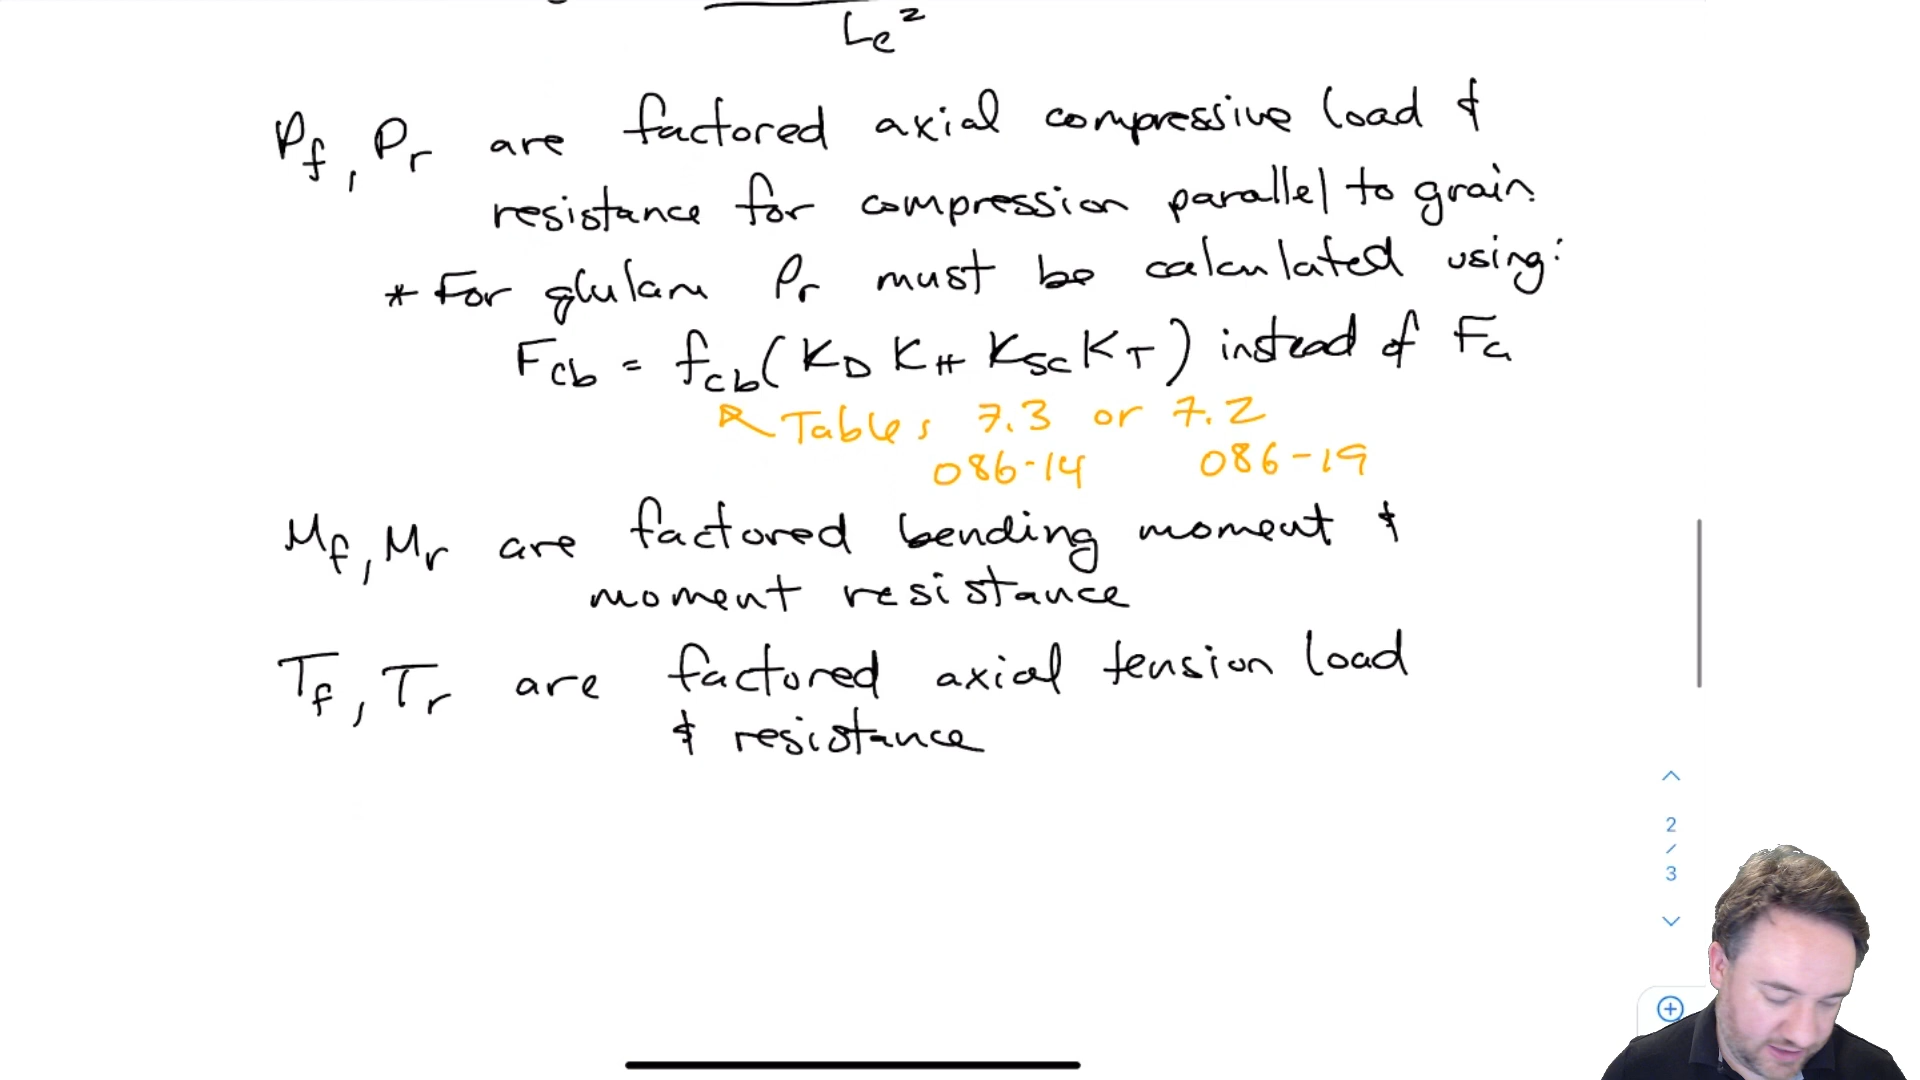 Le²
Pf, Pr are factored axial compressive load &
resistance for compression parallel to grain.
* For glulam Pr must be calculated using:
Fcb = fcb(KD KH KSc KT) instead of Fc
Tables 7.3 or 7.2
086-14 086-19
Mf, Mr are factored bending moment &
moment resistance
Tf, Tr are factored axial tension load
& resistance
2
/
3